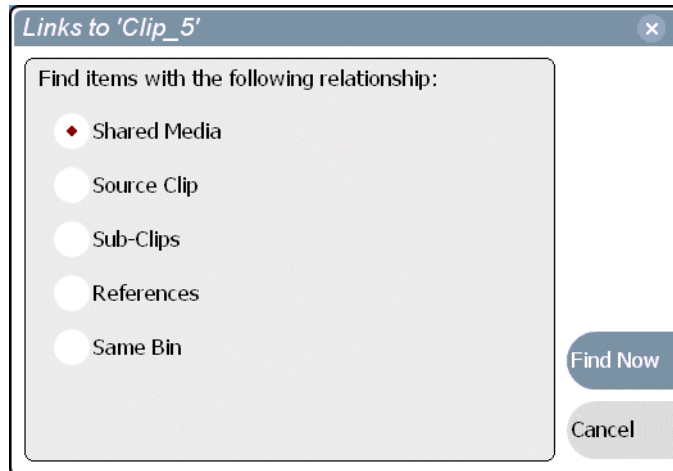 Links to 'Clip_5'
Find items with the following relationship:
Shared Media
Source Clip
Sub-Clips
References
Same Bin
Find Now
Cancel